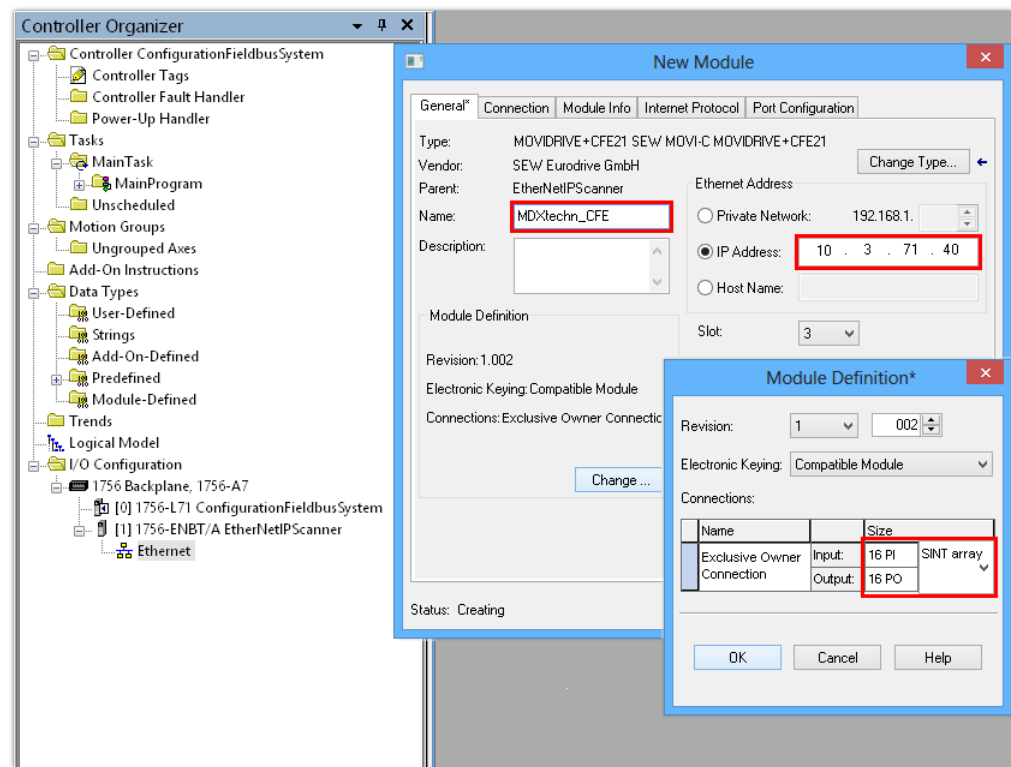 Controller Organizer
Controller ConfigurationFieldbusSystem
Controller Tags
Controller Fault Handler
Power-Up Handler
Tasks
MainTask
MainProgram
Unscheduled
Motion Groups
Ungrouped Axes
Add-On Instructions
Data Types
User-Defined
Strings
Add-On-Defined
Predefined
Module-Defined
Trends
Logical Model
I/O Configuration
1756 Backplane, 1756-A7
[0] 1756-L71 ConfigurationFieldbusSystem
[1] 1756-ENBT/A EtherNetIPScanner
Ethernet
New Module
General* Connection Module Info Internet Protocol Port Configuration
Type: MOVIDRIVE+CFE21 SEW MOVI-C MOVIDRIVE+CFE21
Vendor: SEW Eurodrive GmbH
Change Type...
Parent: EtherNetIPScanner
Name: MDXtechn_CFE
Description:
Ethernet Address
Private Network: 192.168.1.
IP Address: 10 . 3 . 71 . 40
Host Name:
Slot: 3
Module Definition
Revision: 1.002
Electronic Keying: Compatible Module
Connections: Exclusive Owner Connectic
Change ...
Status: Creating
Module Definition*
Revision: 1 002
Electronic Keying: Compatible Module
Connections:
Name Size
Exclusive Owner Connection Input: 16 PI SINT array
Output: 16 PO
OK Cancel Help